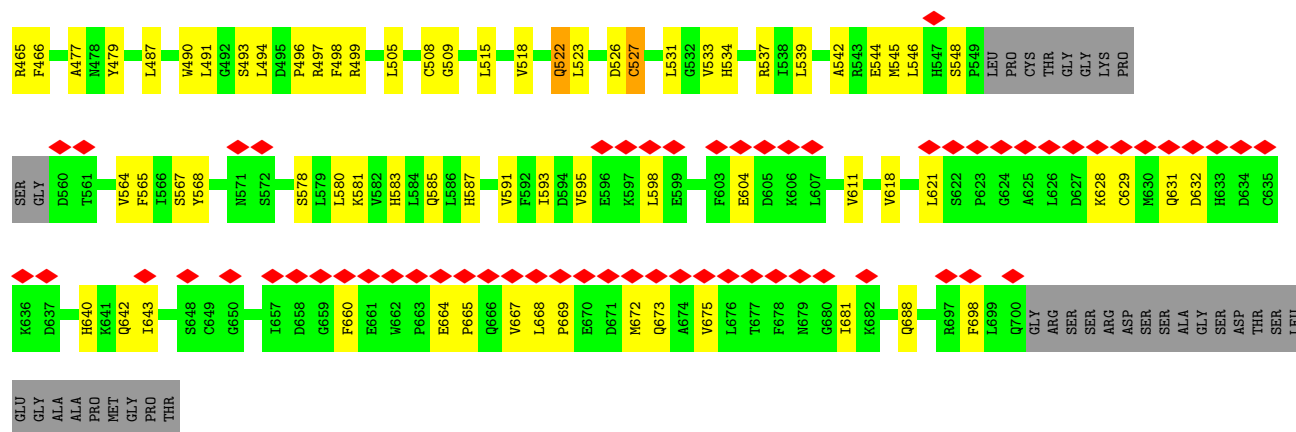 R465 F466 A477 N478 Y479 L487 W490 L491 G492 S493 L494 D495 P496 R497 F498 R499 L505 C508 G509 L515 V518 Q522 L523 D526 C527 L531 G532 V533 H534 R537 I538 L539 A542 R543 E544 M545 L546 H547 S548 P549 LEU PRO CYS THR GLY GLY LYS PRO
SER GLY D560 T561 V564 F565 I566 S567 Y568 N571 S572 S578 L579 L580 K581 V582 H583 L584 Q585 L586 H587 V591 F592 I593 D594 V595 E596 K597 L598 E599 F603 E604 D605 K606 L607 V611 V618 L621 S622 P623 G624 A625 L626 D627 K628 C629 M630 Q631 D632 H633 D634 C635
K636 D637 H640 K641 Q642 I643 S648 C649 G650 I657 D658 G659 F660 E661 W662 P663 E664 P665 Q666 V667 L668 P669 E670 D671 M672 Q673 A674 V675 L676 T677 F678 N679 G680 I681 K682 Q688 R697 F698 L699 Q700 GLY ARG SER SER ARG ASP SER SER ALA GLY SER ASP THR SER LEU
GLU GLY ALA ALA PRO MET GLY PRO THR